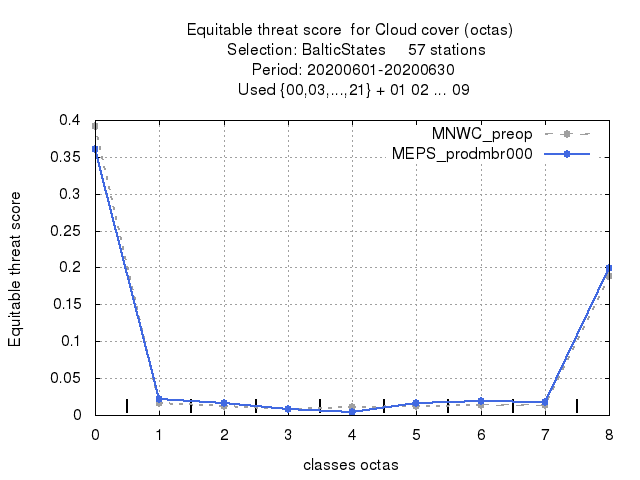 Equitable threat score  for Cloud cover (octas)
Selection: BalticStates     57 stations
Period: 20200601-20200630
Used {00,03,...,21} + 01 02 ... 09
MNWC_preop
MEPS_prodmbr000
0.4
0.35
0.3
0.25
0.2
0.15
0.1
0.05
0
Equitable threat score
0 1 2 3 4 5 6 7 8
classes octas